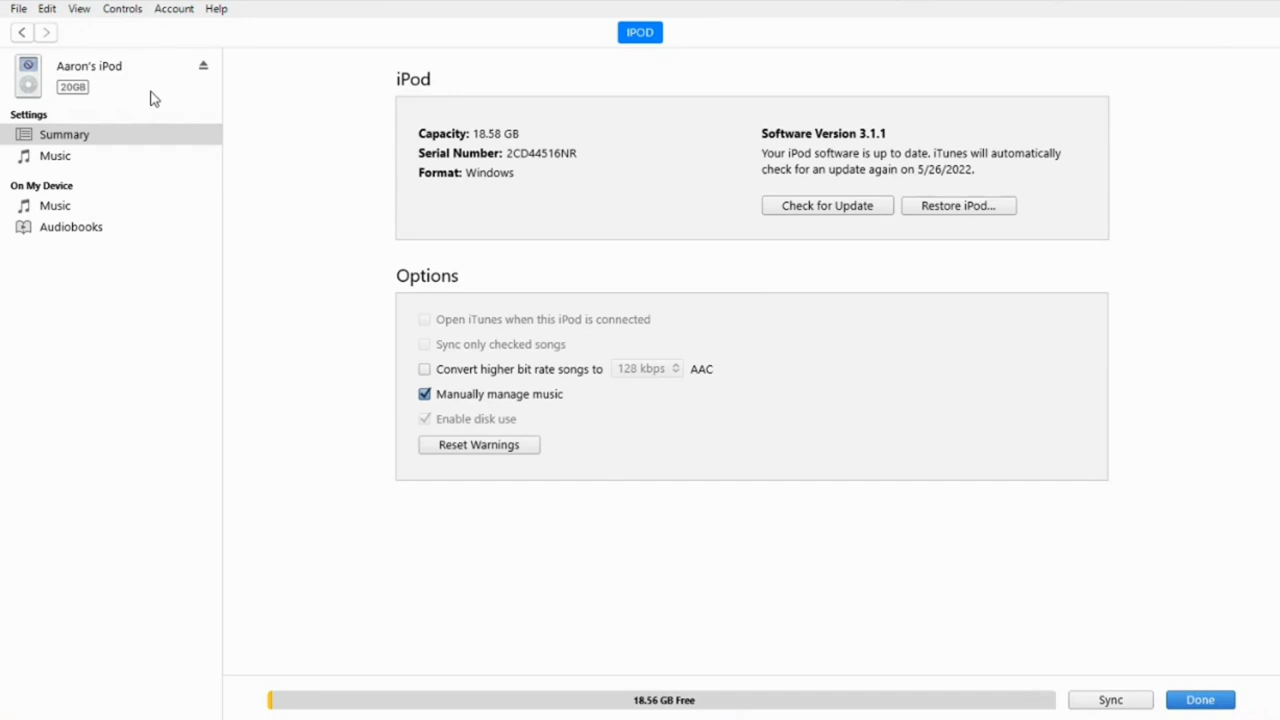 File Edit View Controls Account Help
IPOD
Aaron's iPod
20GB
Settings
Summary
Music
On My Device
Music
Audiobooks
iPod
Capacity: 18.58 GB
Serial Number: 2CD44516NR
Format: Windows
Software Version 3.1.1
Your iPod software is up to date. iTunes will automatically
check for an update again on 5/26/2022.
Check for Update Restore iPod...
Options
Open iTunes when this iPod is connected
Sync only checked songs
Convert higher bit rate songs to 128 kbps AAC
Manually manage music
Enable disk use
Reset Warnings
18.56 GB Free Sync Done